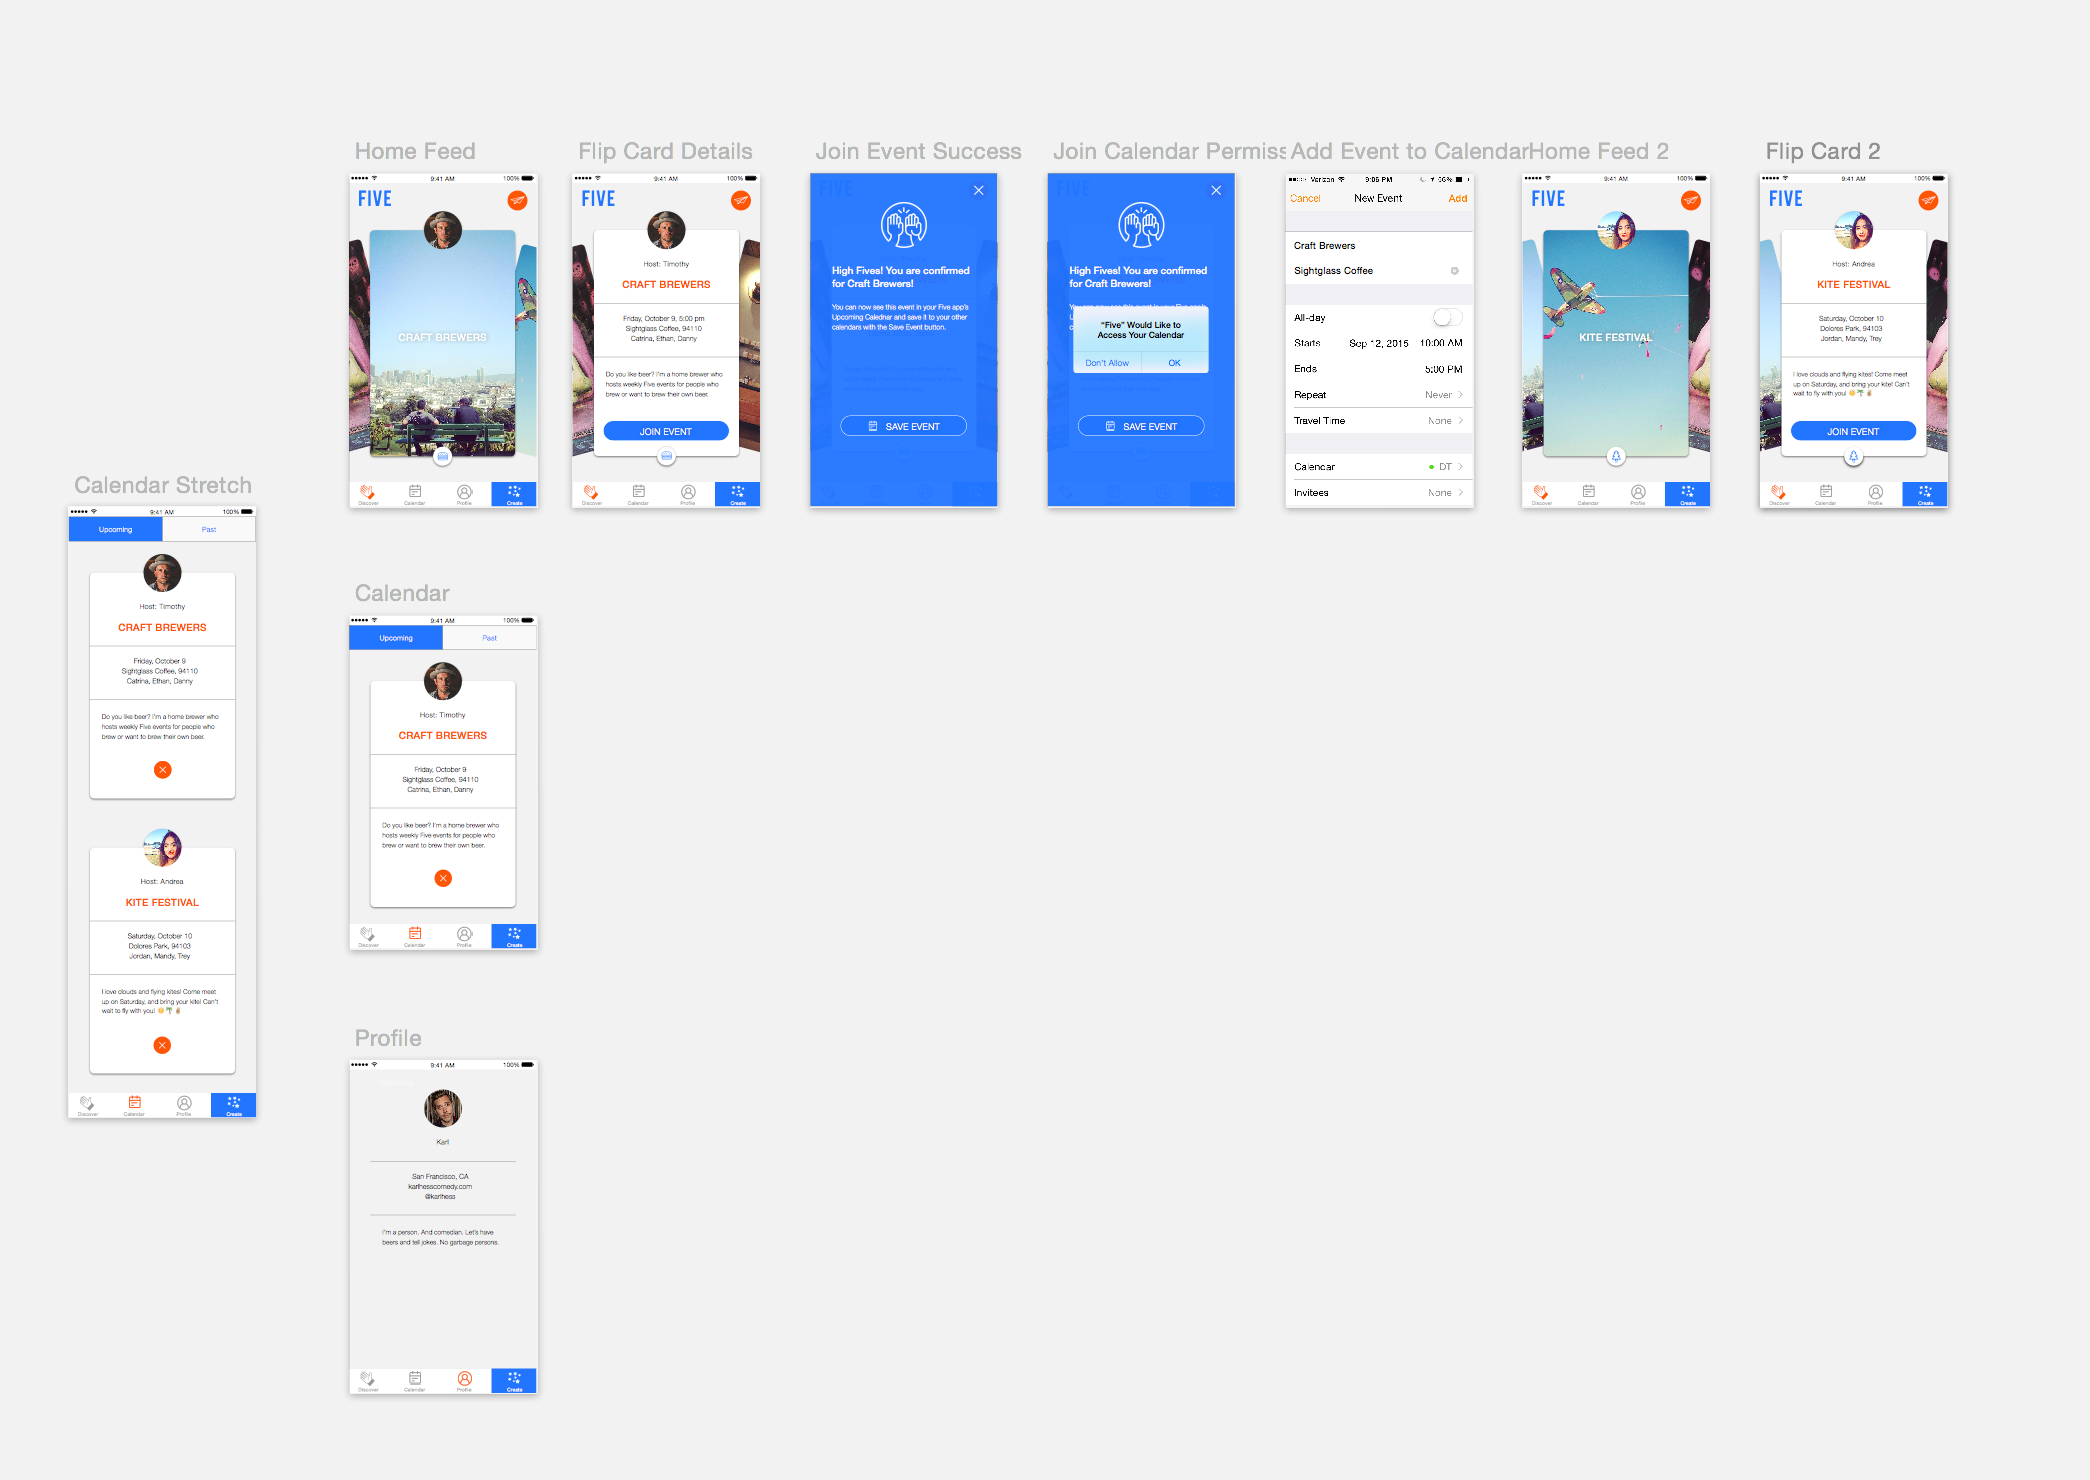 Home Feed
9:41 AM
100%
FIVE
CRAFT BREWERS
Discover
Calendar
Profile
Create
Flip Card Details
9:41 AM
100%
FIVE
Host: Timothy
CRAFT BREWERS
Friday, October 9, 5:00 pm
Sightglass Coffee, 94110
Catrina, Ethan, Danny
Do you like beer? I'm a home brewer who
hosts weekly Five events for people who
brew or want to brew their own beer.
JOIN EVENT
Discover
Calendar
Profile
Create
Join Event Success
FIVE
High Fives! You are confirmed
for Craft Brewers!
You can now see this event in your Five app's
Upcoming Calednar and save it to your other
calendars with the Save Event button.
SAVE EVENT
Join Calendar Permiss
FIVE
High Fives! You are confirmed
for Craft Brewers!
"Five" Would Like to
Access Your Calendar
Don't Allow
OK
SAVE EVENT
Add Event to Calendar
Verizon
9:06 PM
66%
Cancel
New Event
Add
Craft Brewers
Sightglass Coffee
All-day
Starts
Sep 12, 2015
10:00 AM
Ends
5:00 PM
Repeat
Never
Travel Time
None
Calendar
DT
Invitees
None
Home Feed 2
9:41 AM
100%
FIVE
KITE FESTIVAL
Discover
Calendar
Profile
Create
Flip Card 2
9:41 AM
100%
FIVE
Host: Andrea
KITE FESTIVAL
Saturday, October 10
Dolores Park, 94103
Jordan, Mandy, Trey
I love clouds and flying kites! Come meet
up on Saturday, and bring your kite! Can't
wait to fly with you! 🌞🌴✌
JOIN EVENT
Discover
Calendar
Profile
Create
Calendar Stretch
9:41 AM
100%
Upcoming
Past
Host: Timothy
CRAFT BREWERS
Friday, October 9
Sightglass Coffee, 94110
Catrina, Ethan, Danny
Do you like beer? I'm a home brewer who
hosts weekly Five events for people who
brew or want to brew their own beer.
Host: Andrea
KITE FESTIVAL
Saturday, October 10
Dolores Park, 94103
Jordan, Mandy, Trey
I love clouds and flying kites! Come meet
up on Saturday, and bring your kite! Can't
wait to fly with you! 🌞🌴✌
Discover
Calendar
Profile
Create
Calendar
9:41 AM
100%
Upcoming
Past
Host: Timothy
CRAFT BREWERS
Friday, October 9
Sightglass Coffee, 94110
Catrina, Ethan, Danny
Do you like beer? I'm a home brewer who
hosts weekly Five events for people who
brew or want to brew their own beer.
Discover
Calendar
Profile
Create
Profile
9:41 AM
100%
Karl
San Francisco, CA
karlhesscomedy.com
@karlhess
I'm a person. And comedian. Let's have
beers and tell jokes. No garbage persons.
Discover
Calendar
Profile
Create